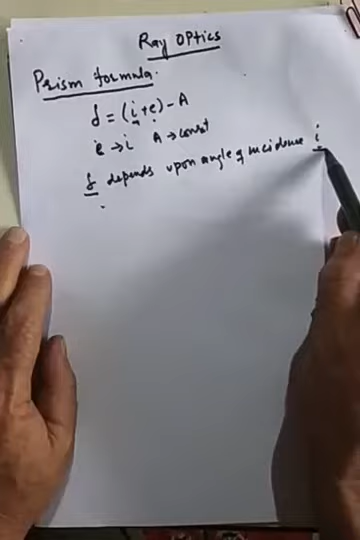 Ray Optics
Prism formula.
δ = (i+e) - A
e → i A → const
δ depends upon angle of incidence i